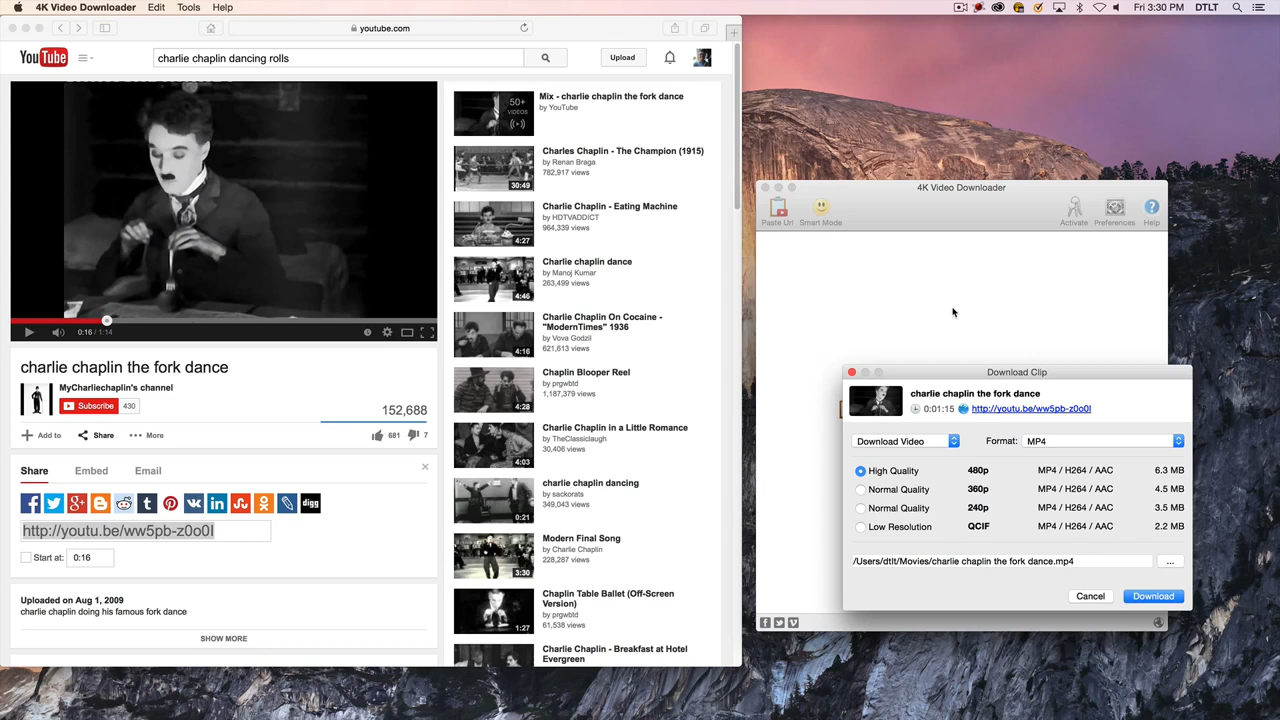 4K Video Downloader Edit Tools Help
Fri 3:30 PM DTLT
youtube.com
YouTube
charlie chaplin dancing rolls
Upload
0:16 / 1:14
charlie chaplin the fork dance
MyCharliechaplin's channel
Subscribe 430
152,688
Add to Share More
681 7
Share Embed Email
digg
http://youtu.be/ww5pb-z0o0I
Start at: 0:16
Uploaded on Aug 1, 2009
charlie chaplin doing his famous fork dance
SHOW MORE
50+
VIDEOS
Mix - charlie chaplin the fork dance
by YouTube
30:49
Charles Chaplin - The Champion (1915)
by Renan Braga
782,917 views
4:27
Charlie Chaplin - Eating Machine
by HDTVADDICT
964,339 views
4:46
Charlie chaplin dance
by Manoj Kumar
263,499 views
4:16
Charlie Chaplin On Cocaine -
"ModernTimes" 1936
by Vova Godzil
621,613 views
4:28
Chaplin Blooper Reel
by prgwbtd
1,187,379 views
4:03
Charlie Chaplin in a Little Romance
by TheClassiclaugh
30,406 views
0:21
charlie chaplin dancing
by sackorats
349,043 views
3:30
Modern Final Song
by Charlie Chaplin
228,287 views
1:27
Chaplin Table Ballet (Off-Screen
Version)
by prgwbtd
61,538 views
Charlie Chaplin - Breakfast at Hotel
Evergreen
4K Video Downloader
Paste Url Smart Mode Activate Preferences Help
Download Clip
charlie chaplin the fork dance
0:01:15 http://youtu.be/ww5pb-z0o0I
Download Video Format: MP4
High Quality 480p MP4 / H264 / AAC 6.3 MB
Normal Quality 360p MP4 / H264 / AAC 4.5 MB
Normal Quality 240p MP4 / H264 / AAC 3.5 MB
Low Resolution QCIF MP4 / H264 / AAC 2.2 MB
/Users/dtlt/Movies/charlie chaplin the fork dance.mp4 ...
Cancel Download